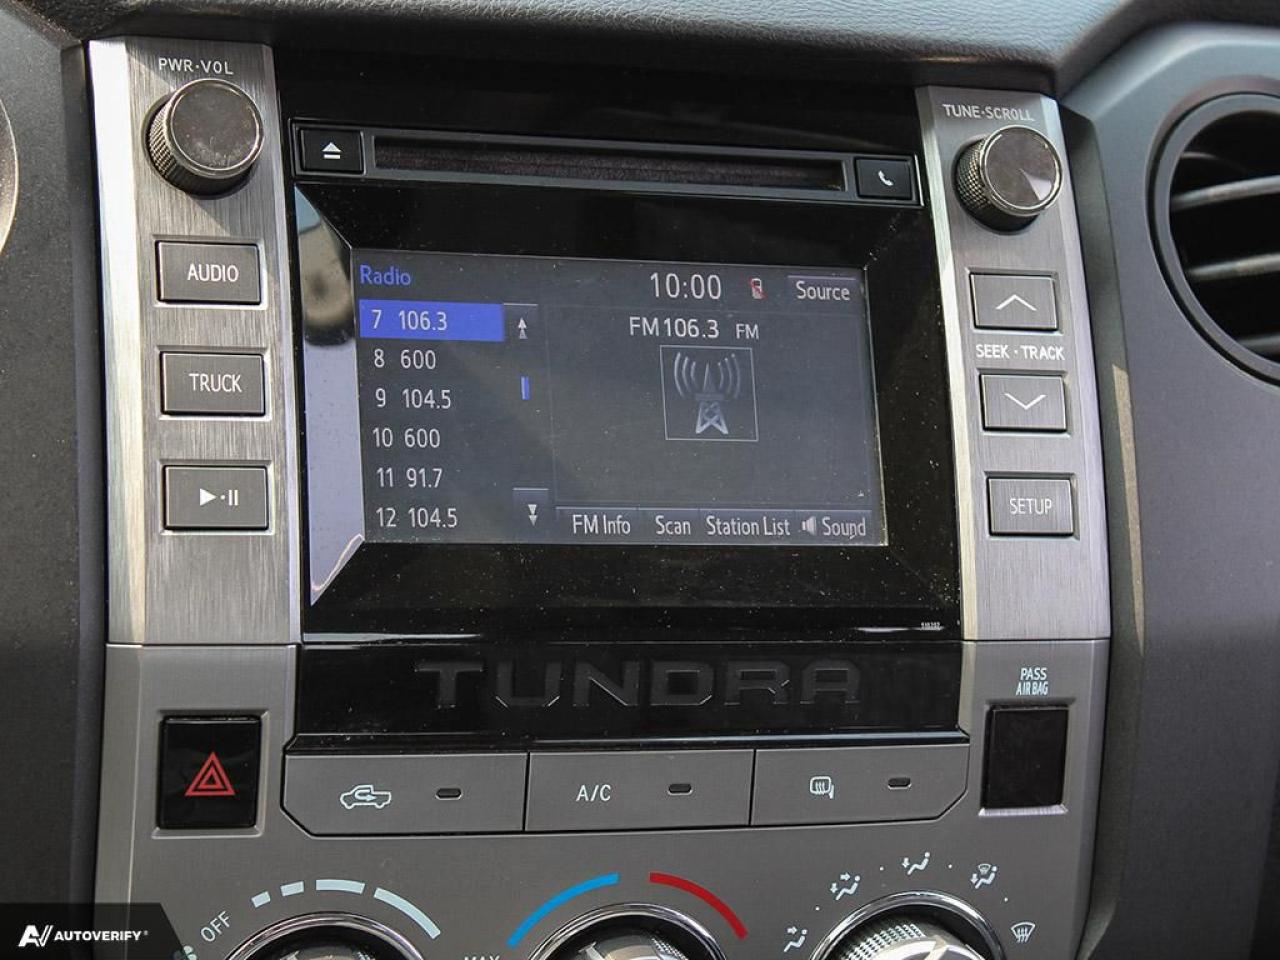 PWR·VOL
TUNE·SCROLL
AUDIO
TRUCK
SEEK·TRACK
SETUP
Radio
10:00
Source
7 106.3
8 600
9 104.5
10 600
11 91.7
12 104.5
FM106.3 FM
FM Info Scan Station List Sound
TUNDRA
PASS
AIR BAG
A/C
OFF
MAX
AUTOVERIFY